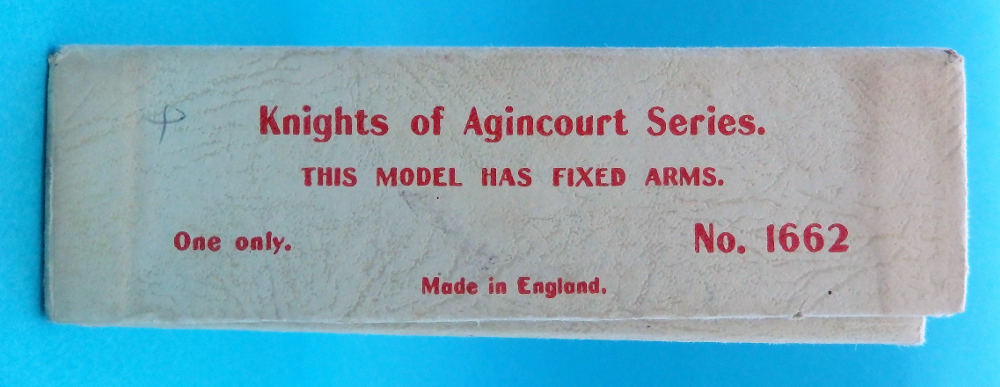 Knights of Agincourt Series.
THIS MODEL HAS FIXED ARMS.
One only.
No. 1662
Made in England.